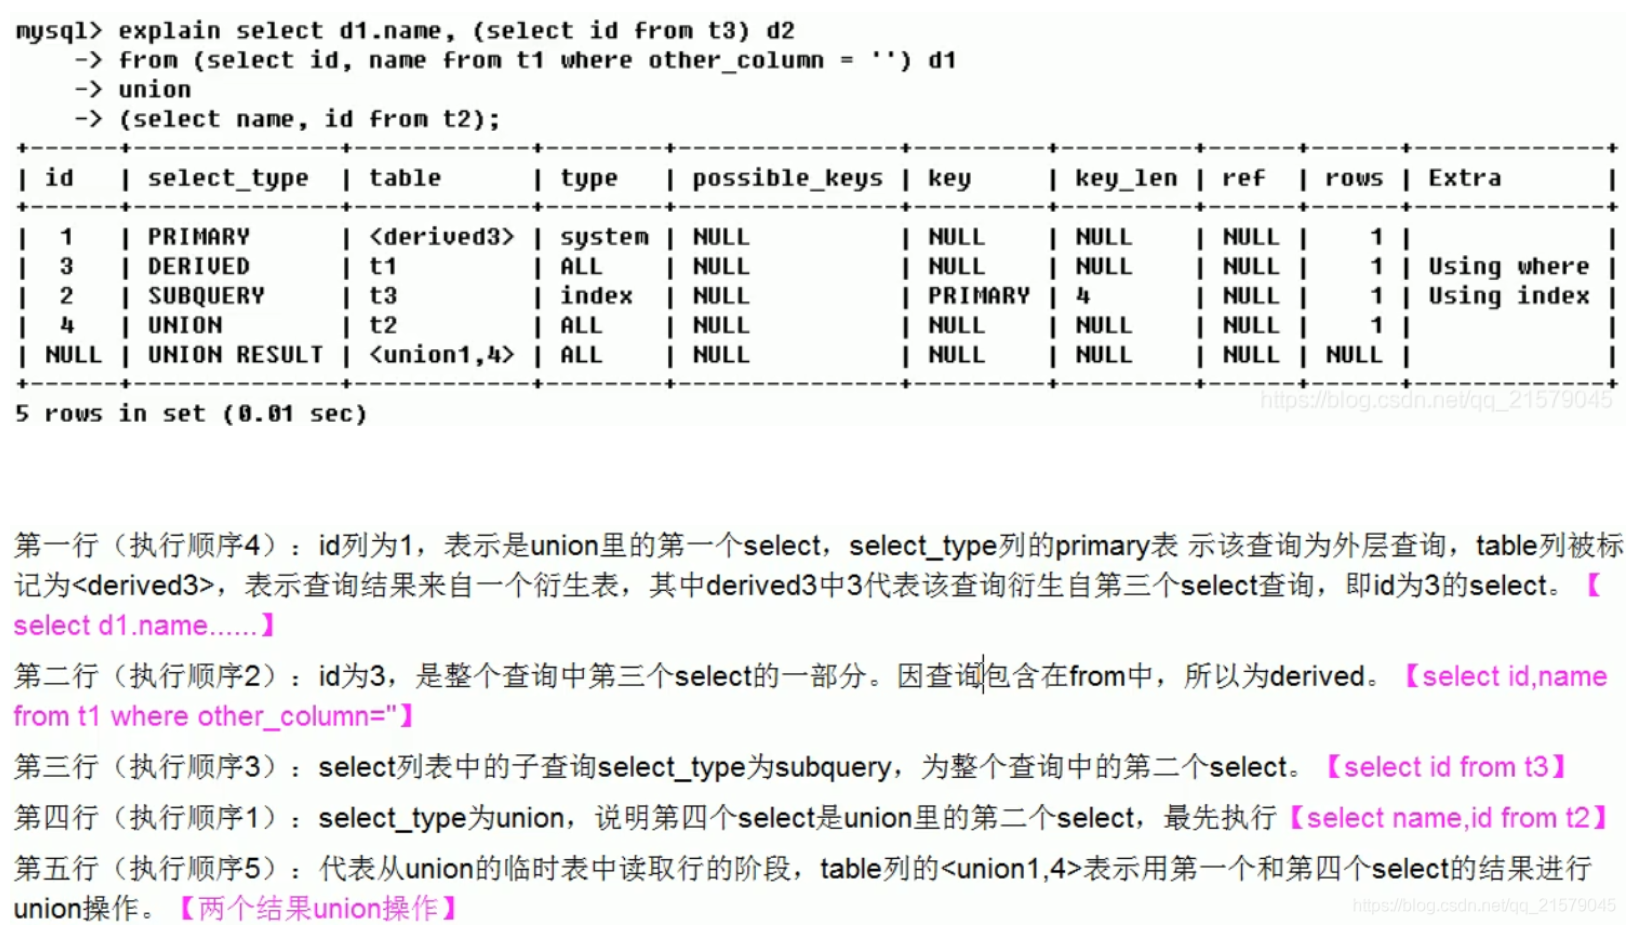 mysql> explain select d1.name, (select id from t3) d2
-> from (select id, name from t1 where other_column = '') d1
-> union
-> (select name, id from t2);
| id | select_type | table | type | possible_keys | key | key_len | ref | rows | Extra |
| 1 | PRIMARY | <derived3> | system | NULL | NULL | NULL | NULL | 1 | |
| 3 | DERIVED | t1 | ALL | NULL | NULL | NULL | NULL | 1 | Using where |
| 2 | SUBQUERY | t3 | index | NULL | PRIMARY | 4 | NULL | 1 | Using index |
| 4 | UNION | t2 | ALL | NULL | NULL | NULL | NULL | 1 | |
| NULL | UNION RESULT | <union1,4> | ALL | NULL | NULL | NULL | NULL | NULL | |
https://blog.csdn.net/qq_21579045
5 rows in set (0.01 sec)
第一行（执行顺序4）：id列为1，表示是union里的第一个select，select_type列的primary表 示该查询为外层查询，table列被标
记为<derived3>，表示查询结果来自一个衍生表，其中derived3中3代表该查询衍生自第三个select查询，即id为3的select。【
select d1.name......】
第二行（执行顺序2）：id为3，是整个查询中第三个select的一部分。因查询包含在from中，所以为derived。【select id,name
from t1 where other_column=''】
第三行（执行顺序3）：select列表中的子查询select_type为subquery，为整个查询中的第二个select。【select id from t3】
第四行（执行顺序1）：select_type为union，说明第四个select是union里的第二个select，最先执行【select name,id from t2】
第五行（执行顺序5）：代表从union的临时表中读取行的阶段，table列的<union1,4>表示用第一个和第四个select的结果进行
union操作。【两个结果union操作】
https://blog.csdn.net/qq_21579045